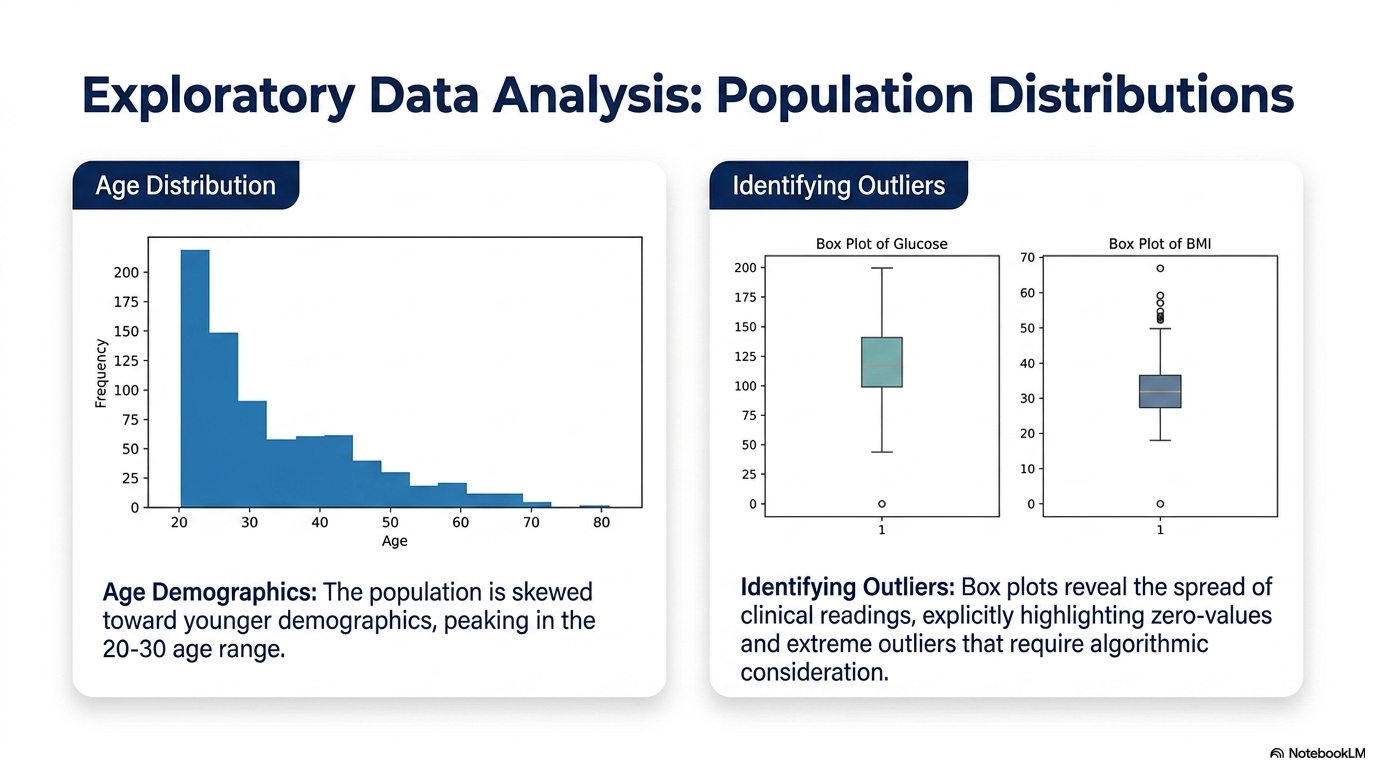 Exploratory Data Analysis: Population Distributions
Age Distribution
200
175
150
125
100
75
50
25
0
Frequency
20 30 40 50 60 70 80
Age
Age Demographics: The population is skewed
toward younger demographics, peaking in the
20-30 age range.
Identifying Outliers
Box Plot of Glucose
200
175
150
125
100
75
50
25
0
1
Box Plot of BMI
70
60
50
40
30
20
10
0
1
Identifying Outliers: Box plots reveal the spread of
clinical readings, explicitly highlighting zero-values
and extreme outliers that require algorithmic
consideration.
NotebookLM